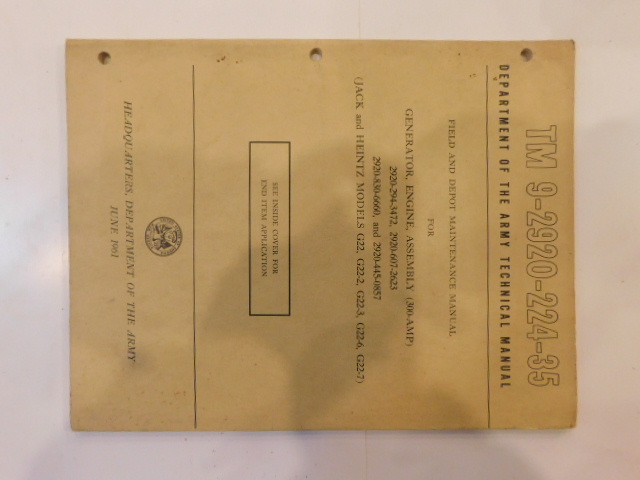 TM 9-2920-224-35
DEPARTMENT OF THE ARMY TECHNICAL MANUAL
FIELD AND DEPOT MAINTENANCE MANUAL
FOR
GENERATOR, ENGINE, ASSEMBLY (300-AMP)
2920-294-3472, 2920-607-2623
2920-830-6660, and 2920-445-0857
(JACK and HEINTZ MODELS G22, G22-2, G22-3, G22-6, G22-7)
SEE INSIDE COVER FOR
END ITEM APPLICATION
HEADQUARTERS, DEPARTMENT OF THE ARMY
JUNE 1961